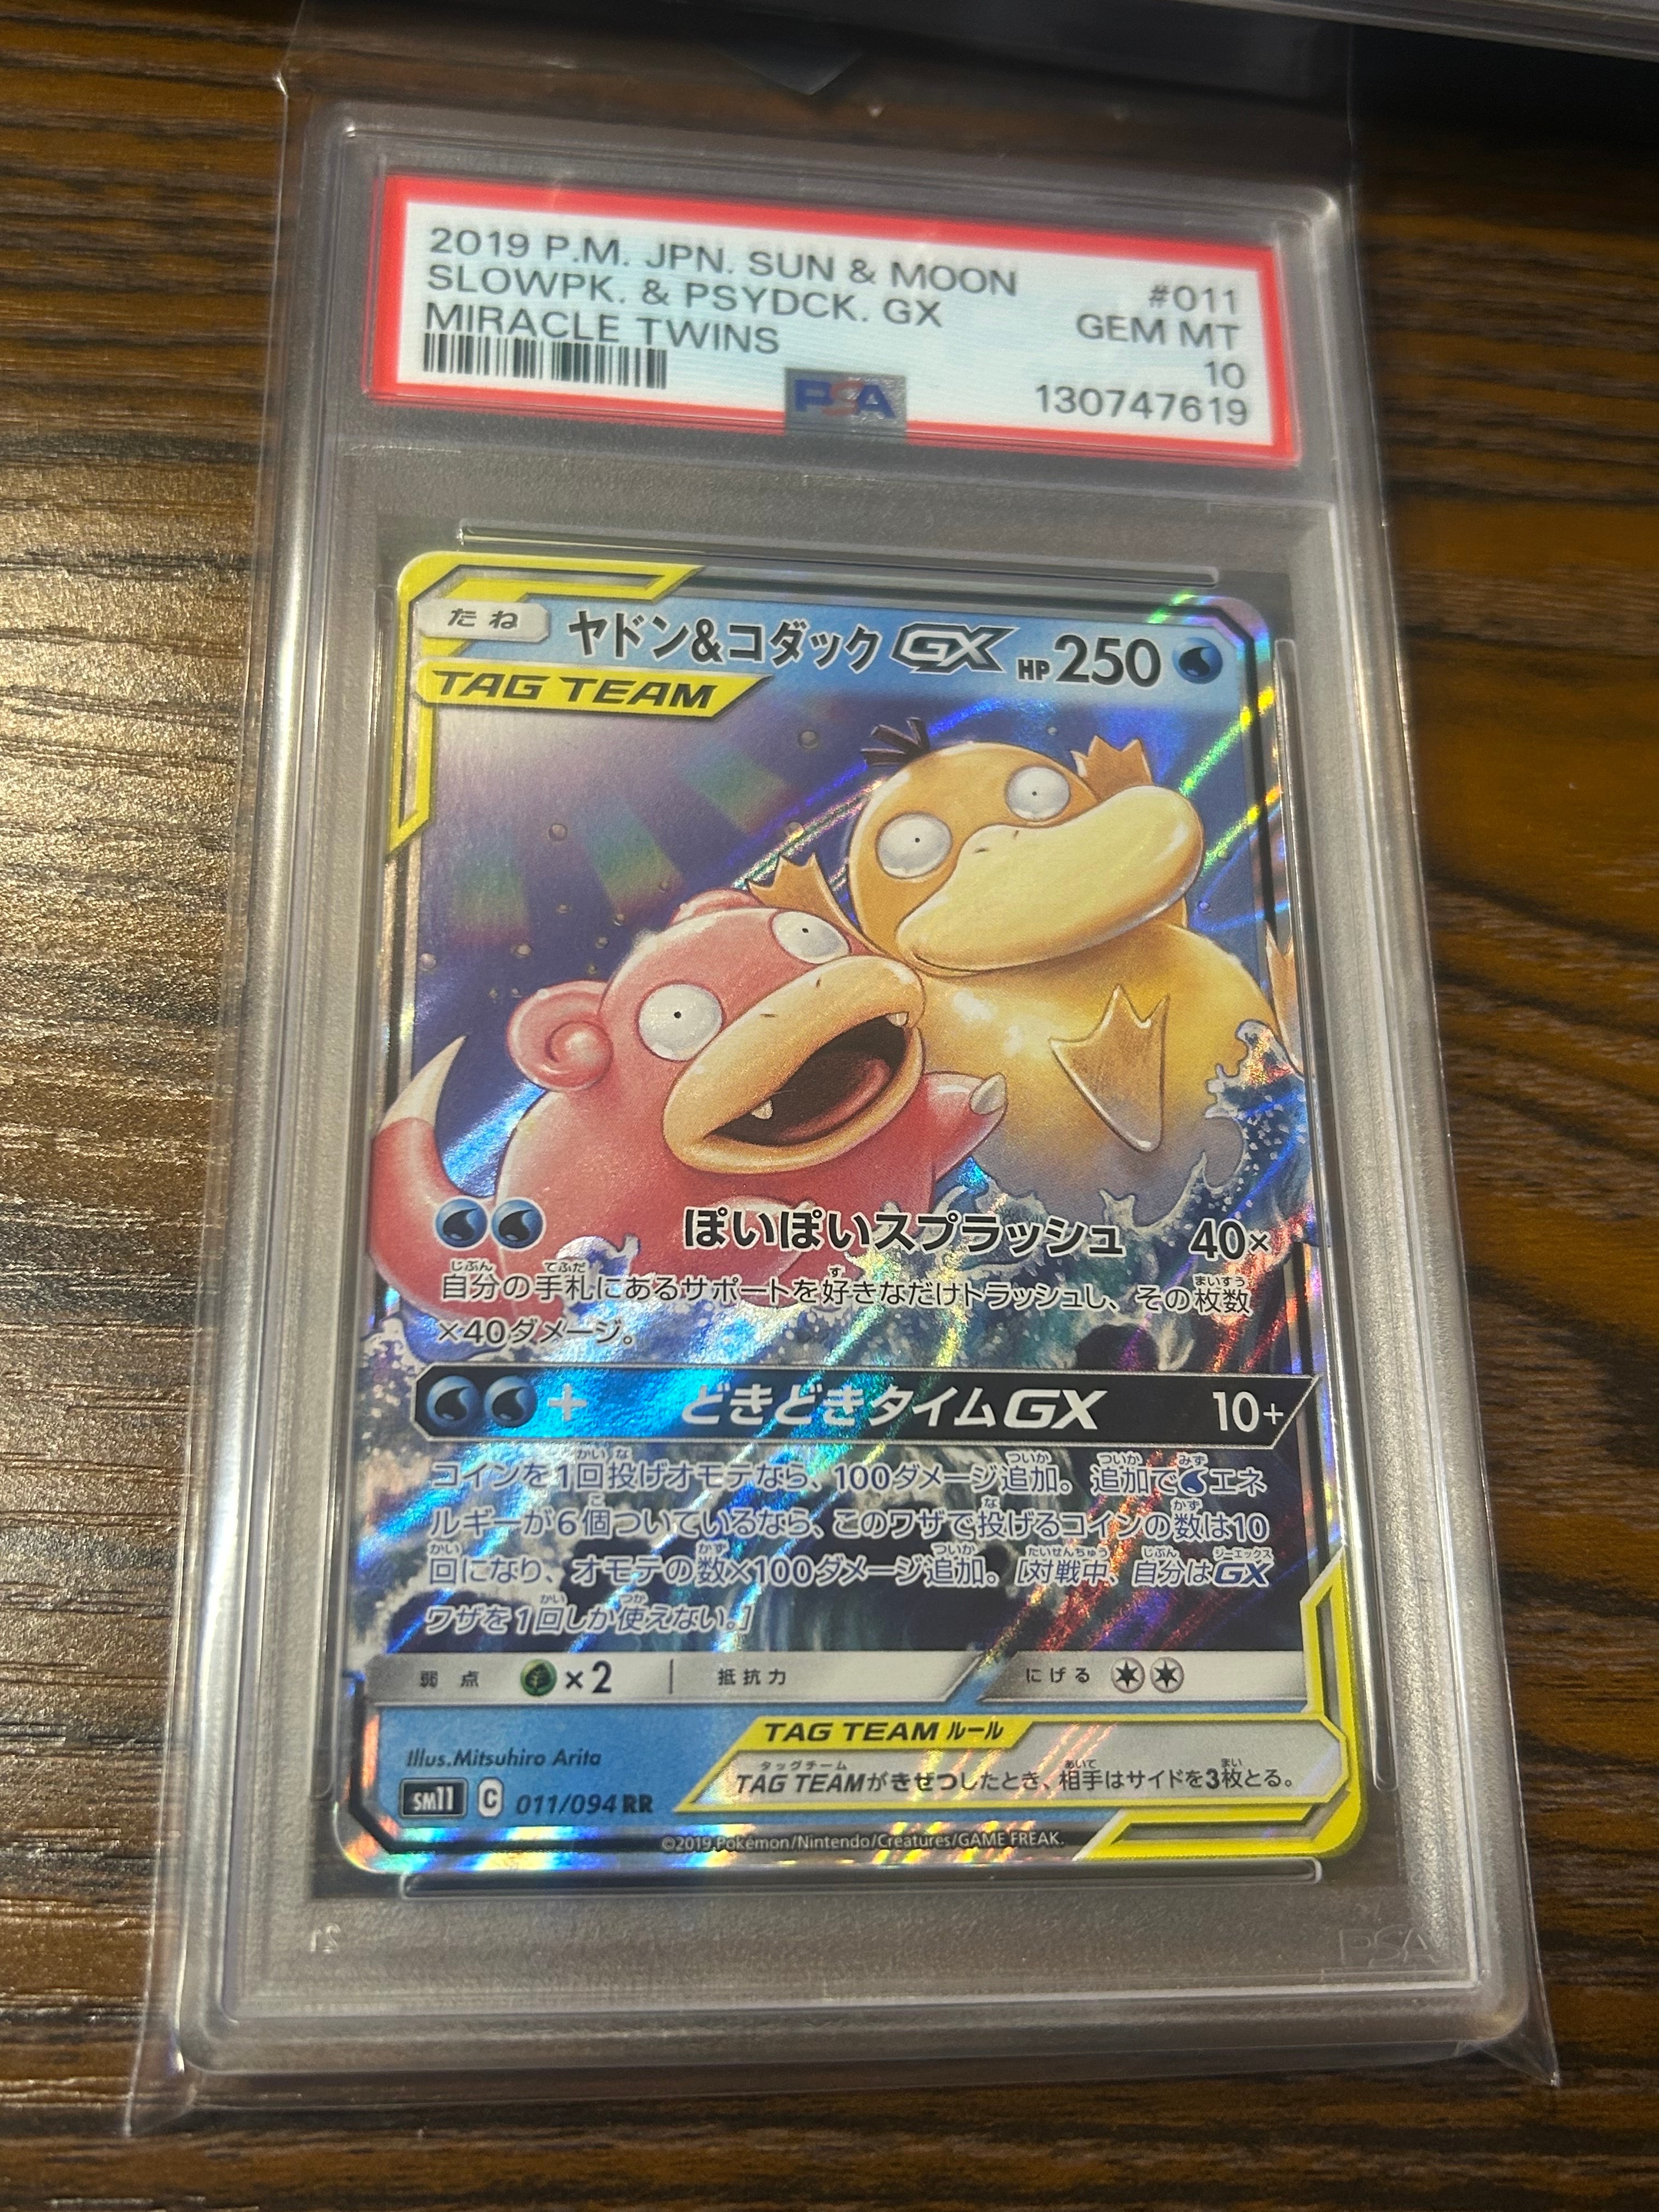 2019 P.M. JPN. SUN & MOON #011
SLOWPK. & PSYDCK. GX GEM MT
MIRACLE TWINS 10
PSA 130747619
たね ヤドン&コダックGX HP250
TAG TEAM
ぽいぽいスプラッシュ 40×
自分の手札にあるサポートを好きなだけトラッシュし、その枚数
×40ダメージ。
+ どきどきタイムGX 10+
コインを1回投げオモテなら、100ダメージ追加。追加でエネ
ルギーが6個ついているなら、このワザで投げるコインの数は10
回になり、オモテの数×100ダメージ追加。[対戦中、自分はGX
ワザを1回しか使えない。]
弱点 ×2 抵抗力 にげる
TAG TEAM ルール
TAG TEAMがきぜつしたとき、相手はサイドを3枚とる。
Illus.Mitsuhiro Arita
SM11 C 011/094 RR
©2019 Pokémon/Nintendo/Creatures/GAME FREAK.
PSA